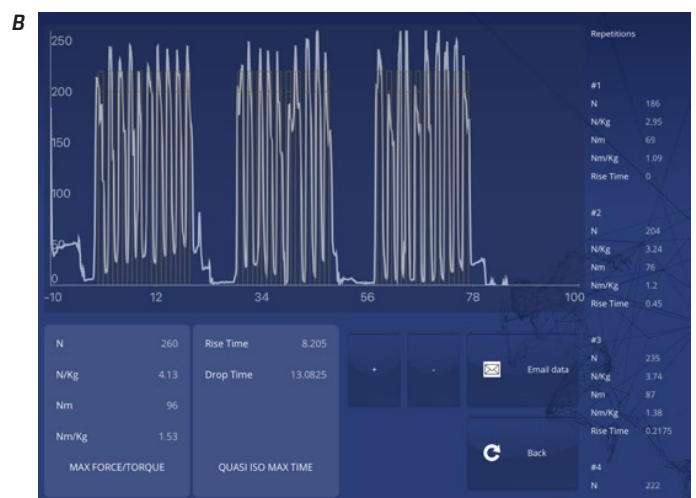 B
250
200
150
100
50
0
-10 12 34 56 78 100
N 260
N/Kg 4.13
Nm 96
Nm/Kg 1.53
MAX FORCE/TORQUE
Rise Time 8.205
Drop Time 13.0825
QUASI ISO MAX TIME
+ -
Email data
Back
Repetitions
#1
N 186
N/Kg 2.95
Nm 69
Nm/Kg 1.09
Rise Time 0
#2
N 204
N/Kg 3.24
Nm 76
Nm/Kg 1.2
Rise Time 0.45
#3
N 235
N/Kg 3.74
Nm 87
Nm/Kg 1.38
Rise Time 0.2175
#4
N 222